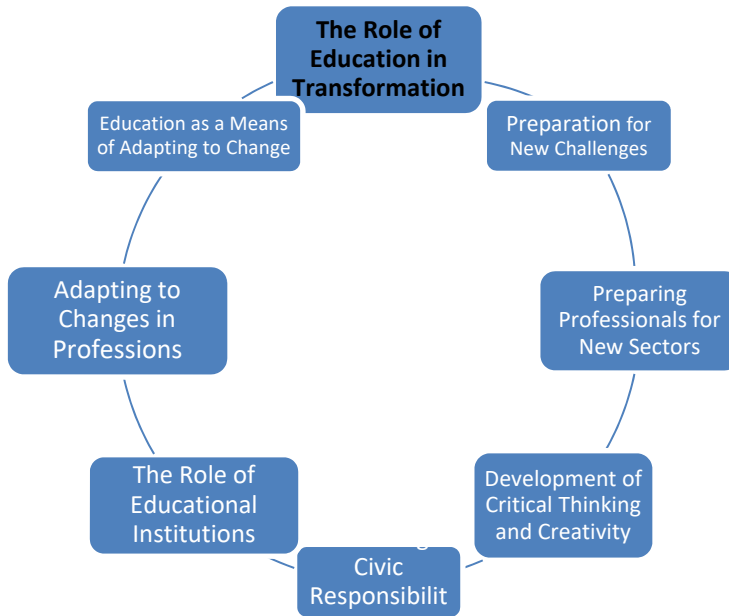 The Role of
Education in
Transformation
Preparation for
New Challenges
Preparing
Professionals for
New Sectors
Development of
Critical Thinking
and Creativity
Civic
Responsibilit
The Role of
Educational
Institutions
Adapting to
Changes in
Professions
Education as a Means
of Adapting to Change